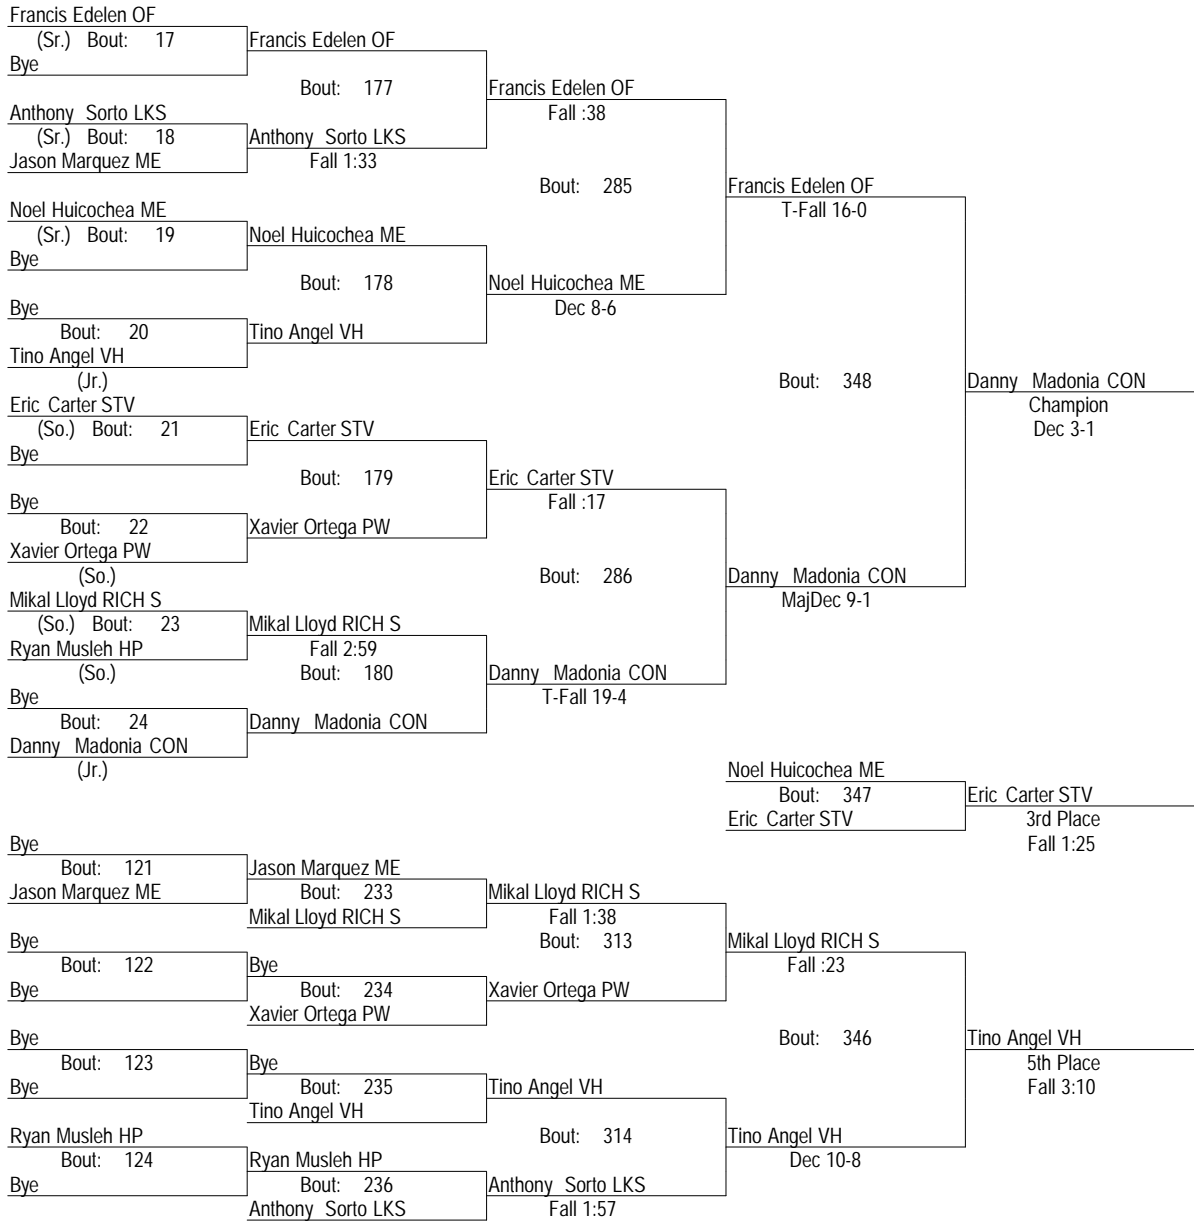 Francis Edelen OF
(Sr.) Bout: 17 Francis Edelen OF
Bye
Bout: 177 Francis Edelen OF
Anthony Sorto LKS Fall :38
(Sr.) Bout: 18 Anthony Sorto LKS
Jason Marquez ME Fall 1:33
Bout: 285 Francis Edelen OF
Noel Huicochea ME T-Fall 16-0
(Sr.) Bout: 19 Noel Huicochea ME
Bye
Bout: 178 Noel Huicochea ME
Bye Dec 8-6
Bout: 20 Tino Angel VH
Tino Angel VH
(Jr.) Bout: 348 Danny Madonia CON
Eric Carter STV Champion
(So.) Bout: 21 Eric Carter STV Dec 3-1
Bye
Bout: 179 Eric Carter STV
Bye Fall :17
Bout: 22 Xavier Ortega PW
Xavier Ortega PW
(So.) Bout: 286 Danny Madonia CON
Mikal Lloyd RICH S MajDec 9-1
(So.) Bout: 23 Mikal Lloyd RICH S
Ryan Musleh HP Fall 2:59
(So.) Bout: 180 Danny Madonia CON
Bye T-Fall 19-4
Bout: 24 Danny Madonia CON
Danny Madonia CON
(Jr.) Noel Huicochea ME
Bout: 347 Eric Carter STV
Eric Carter STV 3rd Place
Bye Fall 1:25
Bout: 121 Jason Marquez ME
Jason Marquez ME Bout: 233 Mikal Lloyd RICH S
Mikal Lloyd RICH S Fall 1:38
Bye Bout: 313 Mikal Lloyd RICH S
Bout: 122 Bye Fall :23
Bye Bout: 234 Xavier Ortega PW
Xavier Ortega PW
Bye Bout: 346 Tino Angel VH
Bout: 123 Bye 5th Place
Bye Bout: 235 Tino Angel VH Fall 3:10
Tino Angel VH
Ryan Musleh HP Bout: 314 Tino Angel VH
Bout: 124 Ryan Musleh HP Dec 10-8
Bye Bout: 236 Anthony Sorto LKS
Anthony Sorto LKS Fall 1:57